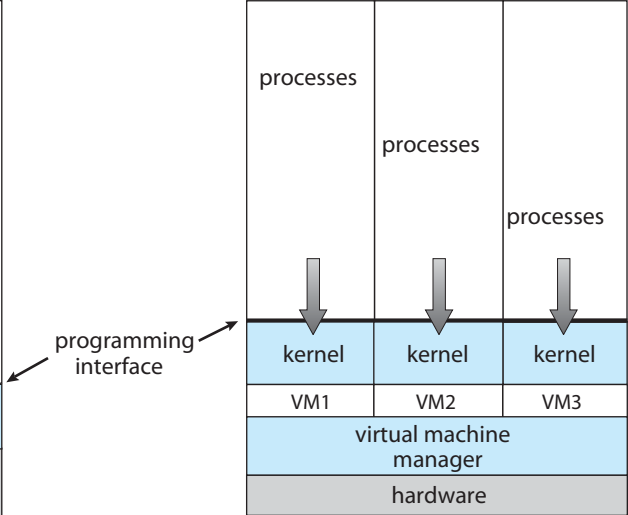 processes
processes
processes
programming
interface
kernel
kernel
kernel
VM1
VM2
VM3
virtual machine
manager
hardware